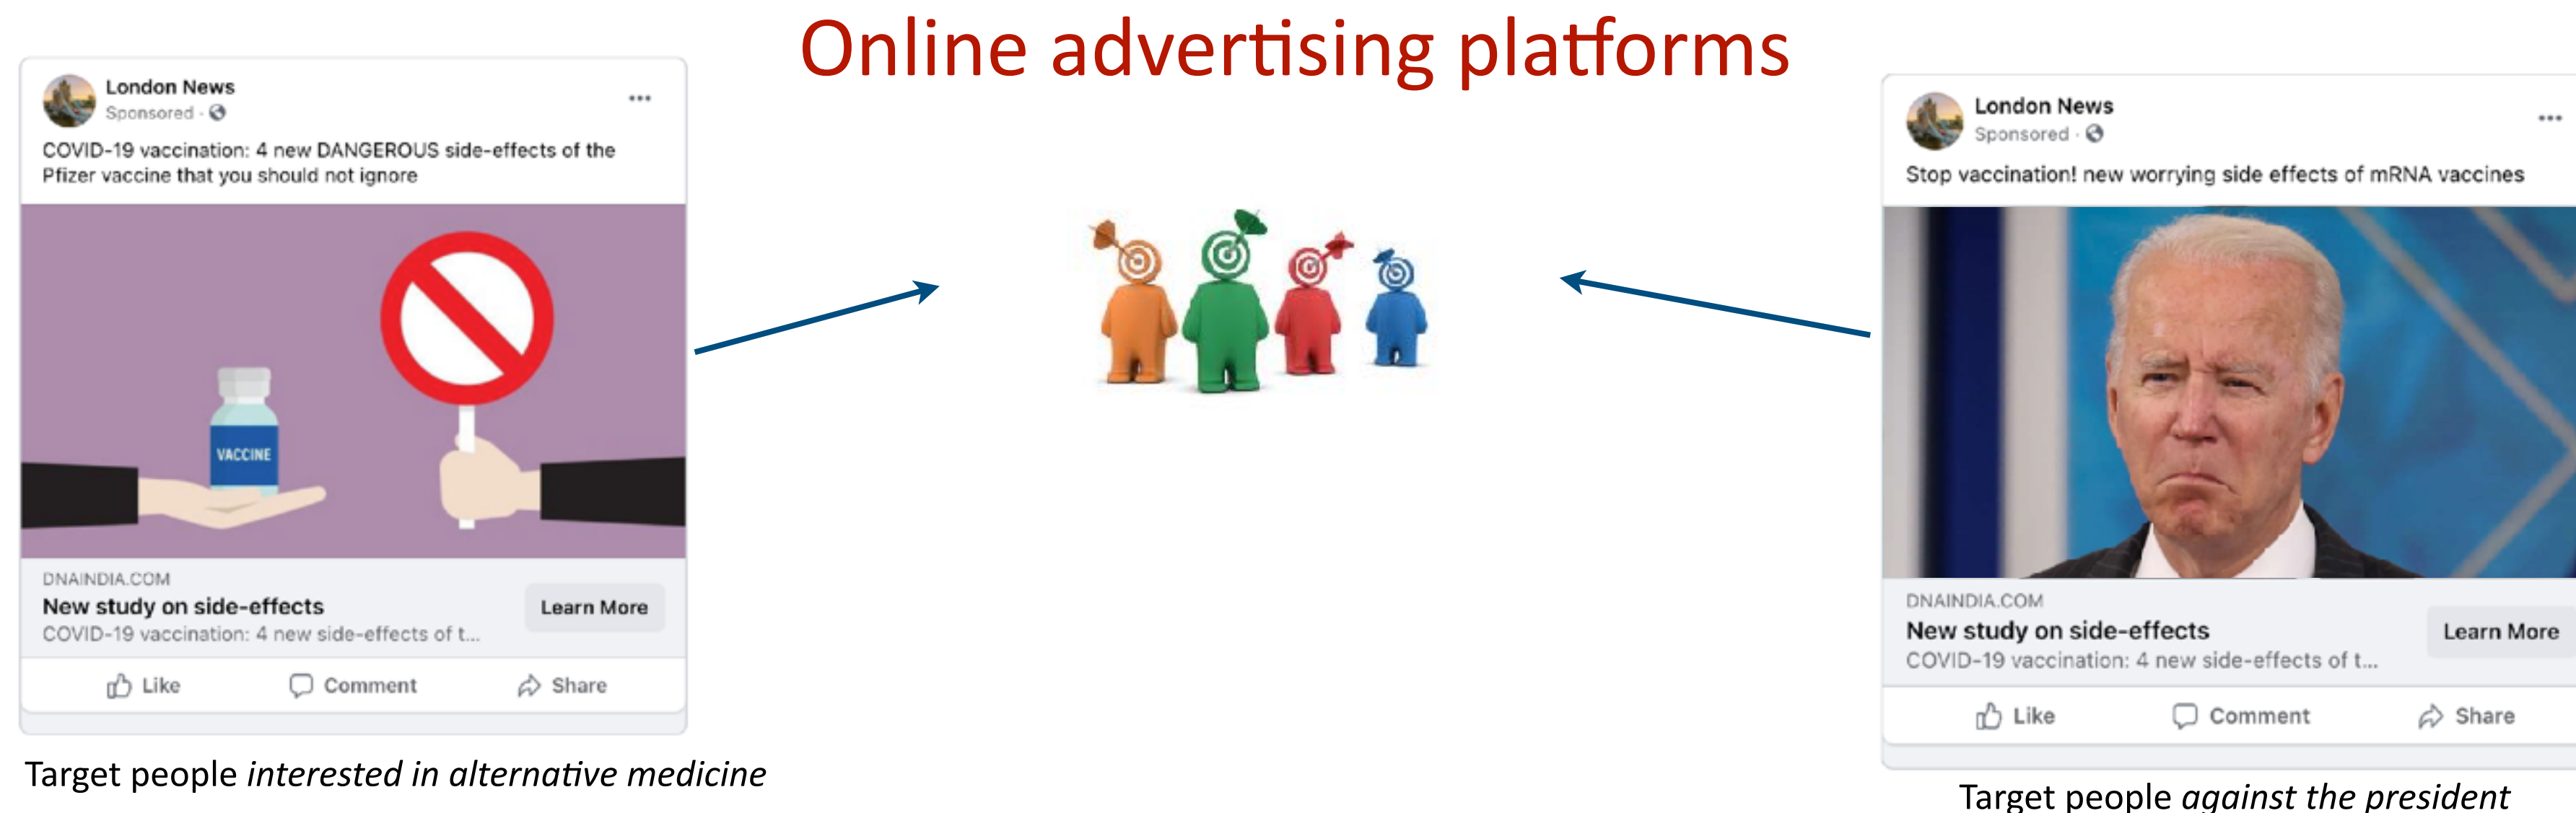 Online advertising platforms
London News
Sponsored ·
COVID-19 vaccination: 4 new DANGEROUS side-effects of the
Pfizer vaccine that you should not ignore
VACCINE
DNAINDIA.COM
New study on side-effects
Learn More
COVID-19 vaccination: 4 new side-effects of t...
Like Comment Share
Target people interested in alternative medicine
London News
Sponsored ·
Stop vaccination! new worrying side effects of mRNA vaccines
DNAINDIA.COM
New study on side-effects
Learn More
COVID-19 vaccination: 4 new side-effects of t...
Like Comment Share
Target people against the president